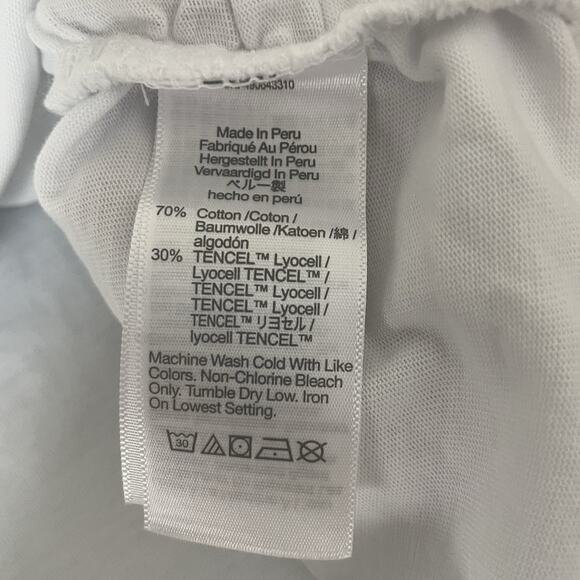 490843310
Made In Peru
Fabriqué Au Pérou
Hergestellt In Peru
Vervaardigd In Peru
ペルー製
hecho en perú
70% Cotton /Coton /
Baumwolle /Katoen /綿 /
algodón
30% TENCEL™ Lyocell /
Lyocell TENCEL™ /
TENCEL™ Lyocell /
TENCEL™ Lyocell /
TENCEL™ リヨセル /
lyocell TENCEL™
Machine Wash Cold With Like
Colors. Non-Chlorine Bleach
Only. Tumble Dry Low. Iron
On Lowest Setting.
30